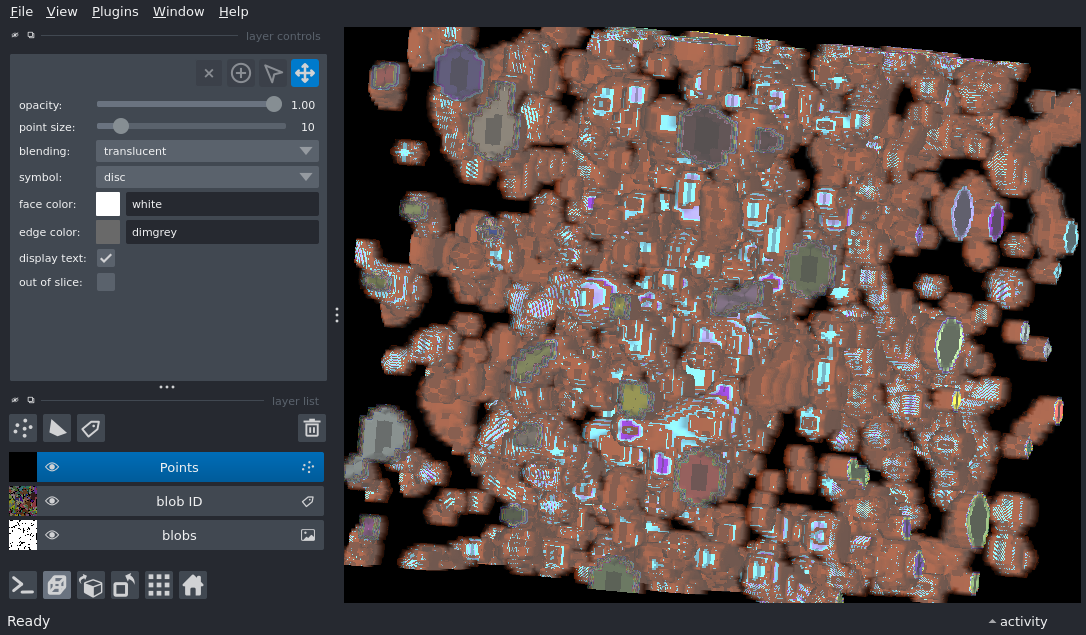 File View Plugins Window Help
layer controls
opacity: 1.00
point size: 10
blending: translucent
symbol: disc
face color: white
edge color: dimgrey
display text:
out of slice:
layer list
Points
blob ID
blobs
Ready
activity